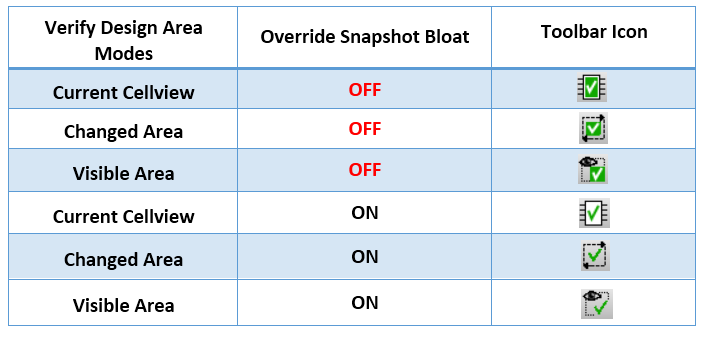 Verify Design Area Modes Override Snapshot Bloat Toolbar Icon
Current Cellview OFF
Changed Area OFF
Visible Area OFF
Current Cellview ON
Changed Area ON
Visible Area ON